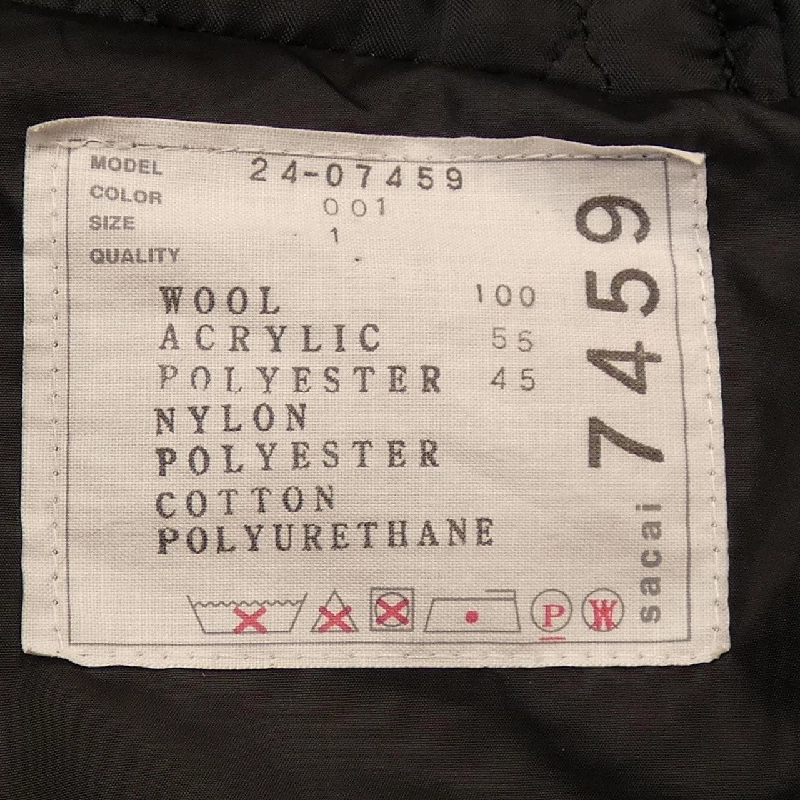 MODEL 24-07459
COLOR 001
SIZE 1
QUALITY
WOOL 100
ACRYLIC 55
POLYESTER 45
NYLON
POLYESTER
COTTON
POLYURETHANE
P W
sacai 7459